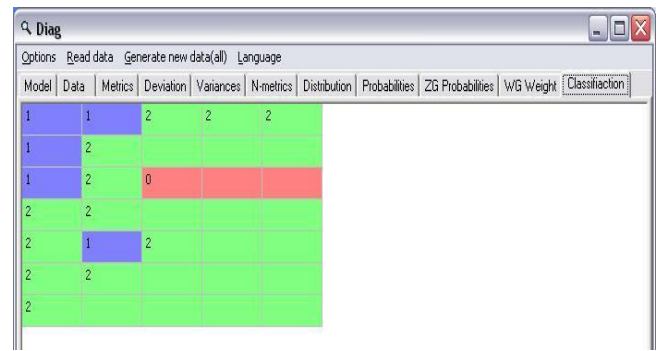 Diag
Options Read data Generate new data(all) Language
Model Data Metrics Deviation Variances N-metrics Distribution Probabilities ZG Probabilities WG Weight Classifiaction
1 1 2 2 2
1 2
1 2 0
2 2
2 1 2
2 2
2